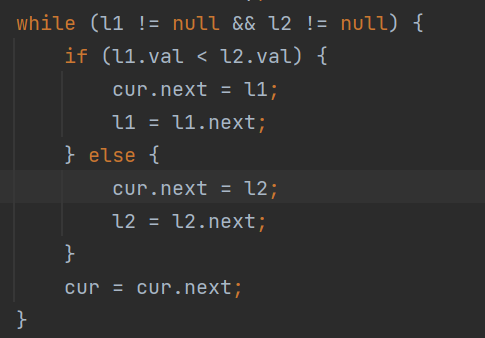 while (l1 != null && l2 != null) {
    if (l1.val < l2.val) {
        cur.next = l1;
        l1 = l1.next;
    } else {
        cur.next = l2;
        l2 = l2.next;
    }
    cur = cur.next;
}